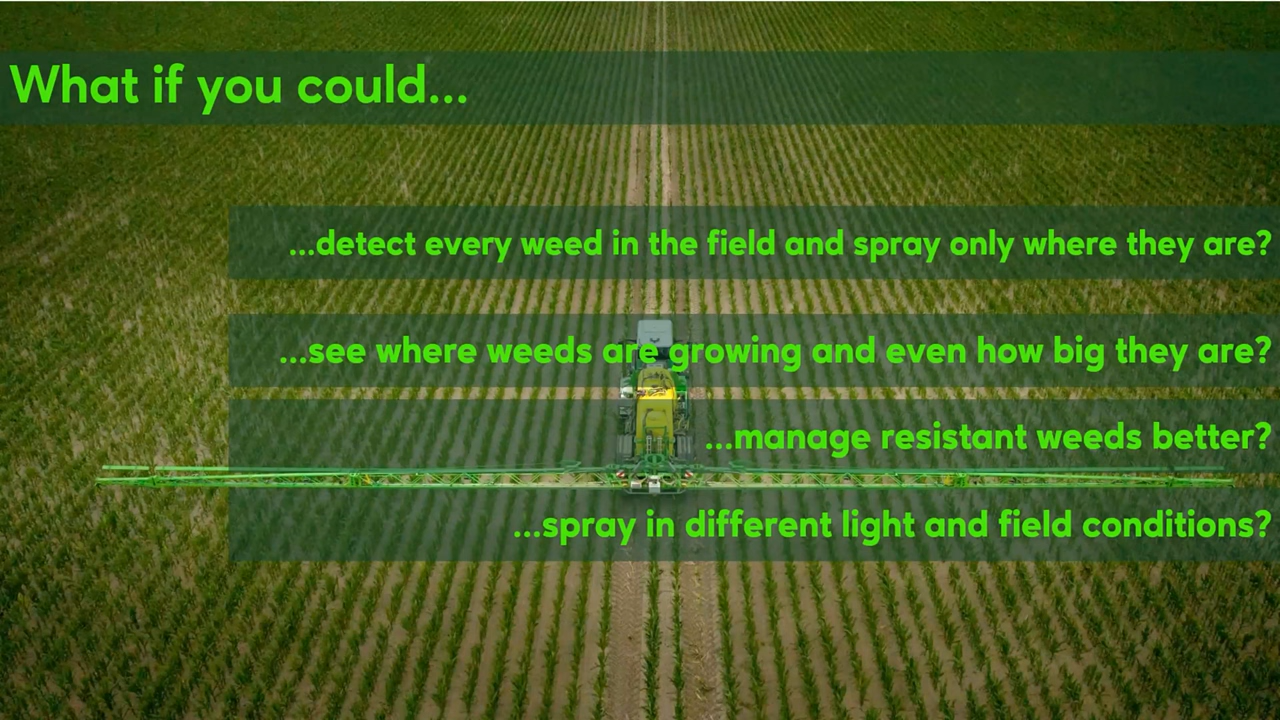 What if you could...
...detect every weed in the field and spray only where they are?
...see where weeds are growing and even how big they are?
...manage resistant weeds better?
...spray in different light and field conditions?